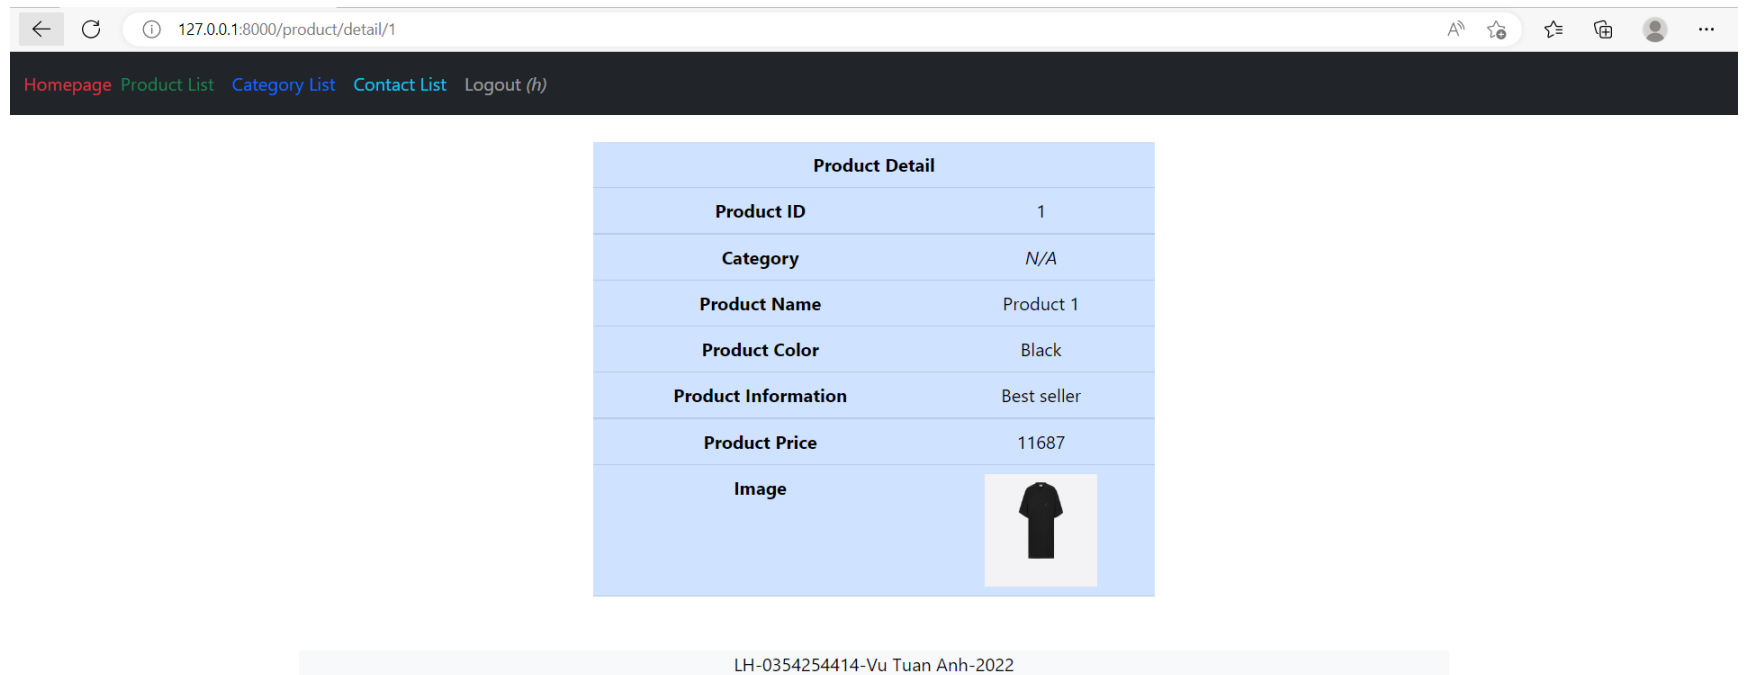 127.0.0.1:8000/product/detail/1
Homepage Product List Category List Contact List Logout (h)
Product Detail
Product ID 1
Category N/A
Product Name Product 1
Product Color Black
Product Information Best seller
Product Price 11687
Image
LH-0354254414-Vu Tuan Anh-2022